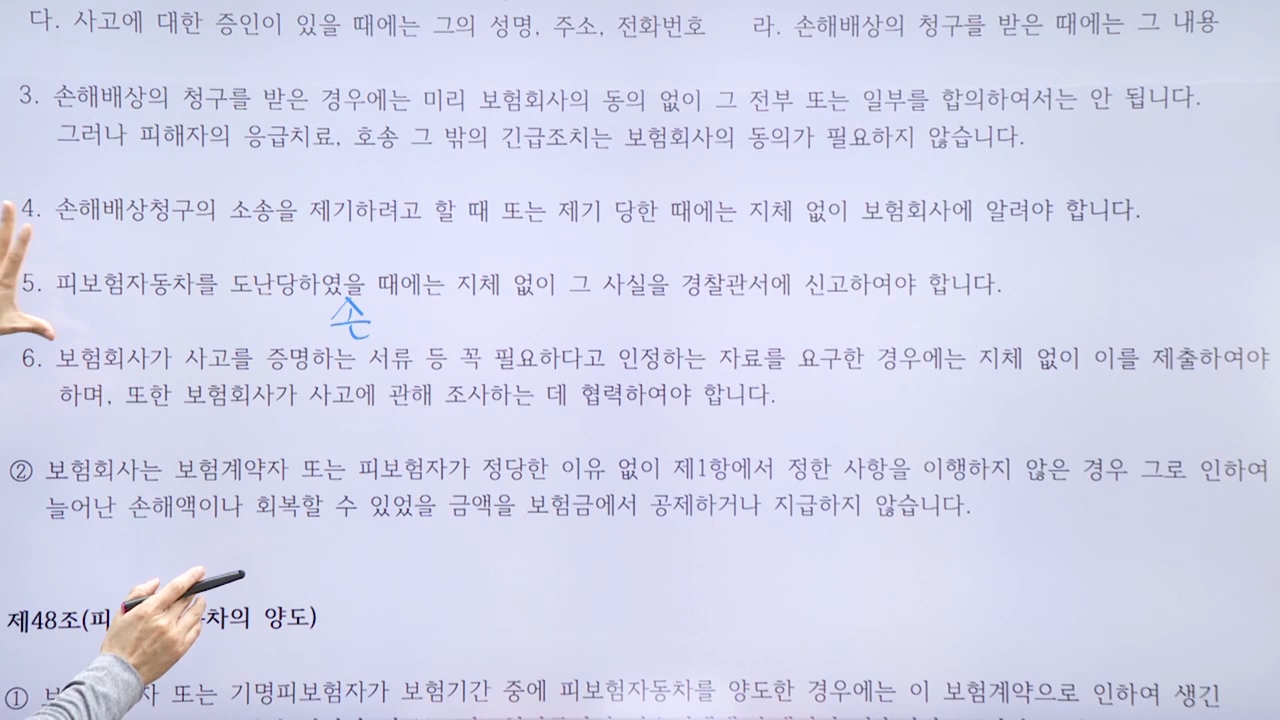 다. 사고에 대한 증인이 있을 때에는 그의 성명, 주소, 전화번호 라. 손해배상의 청구를 받은 때에는 그 내용
3. 손해배상의 청구를 받은 경우에는 미리 보험회사의 동의 없이 그 전부 또는 일부를 합의하여서는 안 됩니다.
그러나 피해자의 응급치료, 호송 그 밖의 긴급조치는 보험회사의 동의가 필요하지 않습니다.
4. 손해배상청구의 소송을 제기하려고 할 때 또는 제기 당한 때에는 지체 없이 보험회사에 알려야 합니다.
5. 피보험자동차를 도난당하였을 때에는 지체 없이 그 사실을 경찰관서에 신고하여야 합니다.
손
6. 보험회사가 사고를 증명하는 서류 등 꼭 필요하다고 인정하는 자료를 요구한 경우에는 지체 없이 이를 제출하여야
하며, 또한 보험회사가 사고에 관해 조사하는 데 협력하여야 합니다.
② 보험회사는 보험계약자 또는 피보험자가 정당한 이유 없이 제1항에서 정한 사항을 이행하지 않은 경우 그로 인하여
늘어난 손해액이나 회복할 수 있었을 금액을 보험금에서 공제하거나 지급하지 않습니다.
제48조(피 차의 양도)
① 또는 기명피보험자가 보험기간 중에 피보험자동차를 양도한 경우에는 이 보험계약으로 인하여 생긴